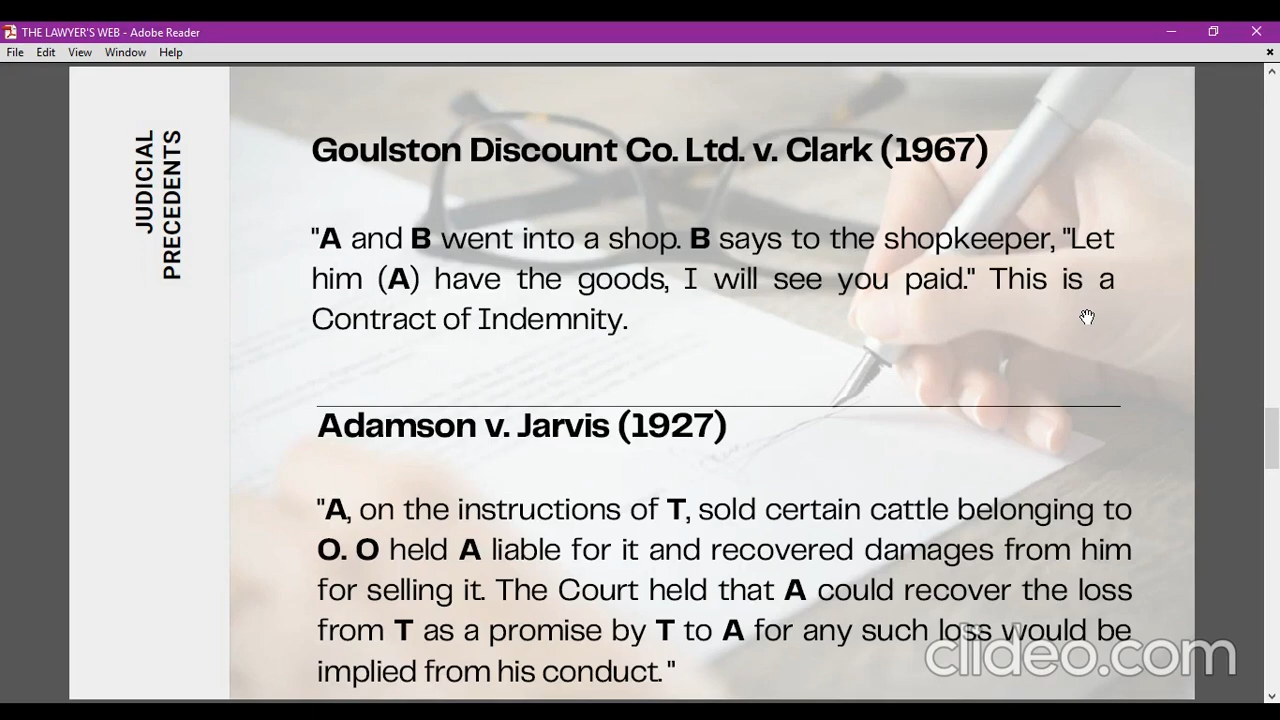 THE LAWYER'S WEB - Adobe Reader
File Edit View Window Help
JUDICIAL
PRECEDENTS
Goulston Discount Co. Ltd. v. Clark (1967)
"A and B went into a shop. B says to the shopkeeper, "Let
him (A) have the goods, I will see you paid." This is a
Contract of Indemnity.
Adamson v. Jarvis (1927)
"A, on the instructions of T, sold certain cattle belonging to
O. O held A liable for it and recovered damages from him
for selling it. The Court held that A could recover the loss
from T as a promise by T to A for any such loss would be
implied from his conduct. "
clideo.com